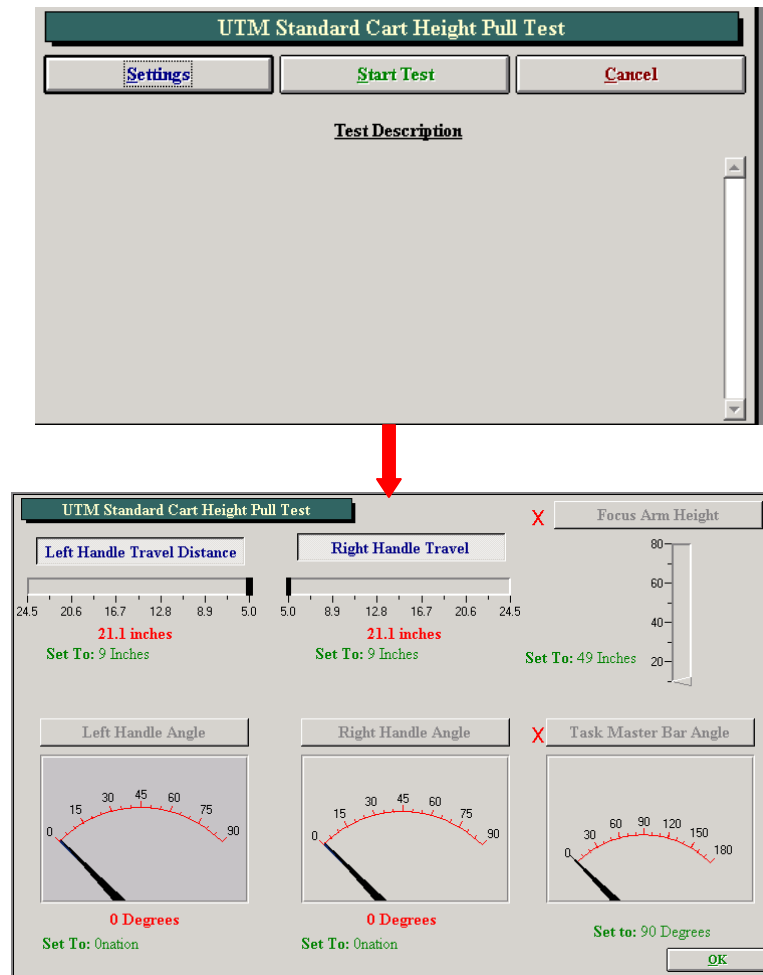 UTM Standard Cart Height Pull Test
Settings Start Test Cancel
Test Description
UTM Standard Cart Height Pull Test
X Focus Arm Height
Left Handle Travel Distance Right Handle Travel
80
60
40
20
24.5 20.6 16.7 12.8 8.9 5.0 5.0 8.9 12.8 16.7 20.6 24.5
21.1 inches 21.1 inches
Set To: 9 Inches Set To: 9 Inches Set To: 49 Inches
Left Handle Angle Right Handle Angle X Task Master Bar Angle
0 15 30 45 60 75 90
0 15 30 45 60 75 90
0 30 60 90 120 150 180
0 Degrees 0 Degrees
Set To: 0nation Set To: 0nation Set to: 90 Degrees
OK